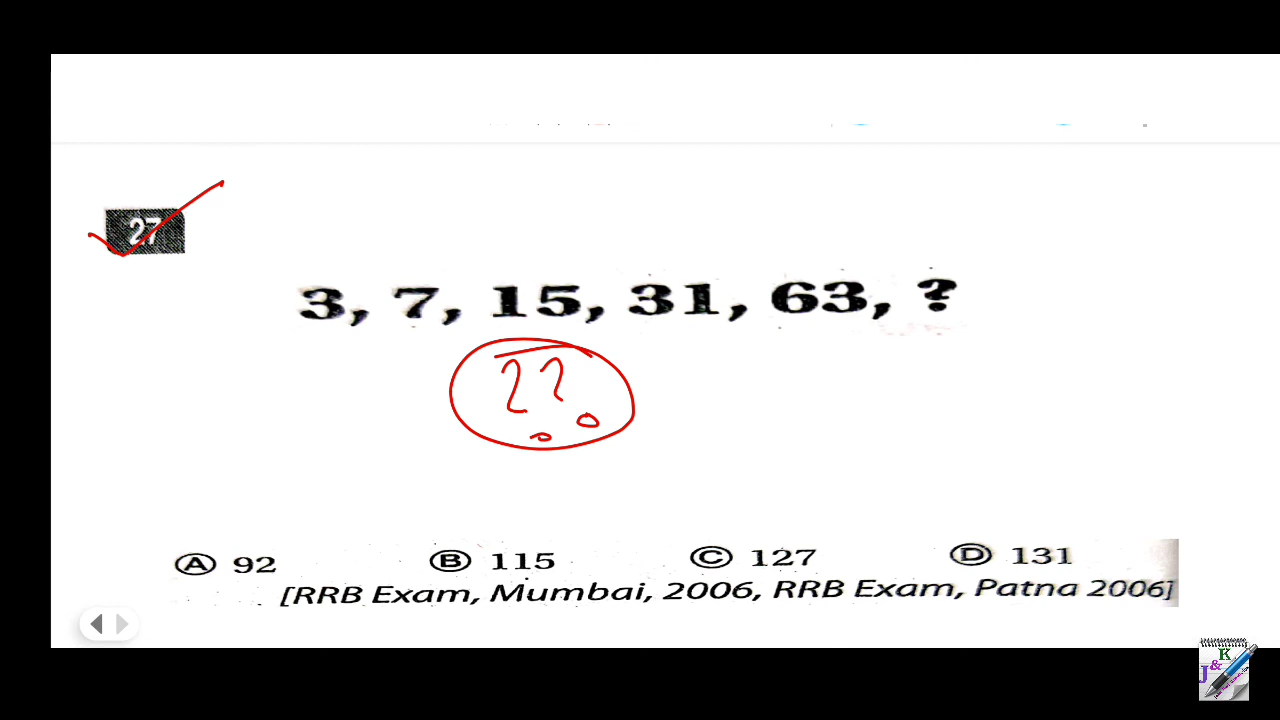 27
3, 7, 15, 31, 63, ?
??
A 92 B 115 C 127 D 131
[RRB Exam, Mumbai, 2006, RRB Exam, Patna 2006]
J&K